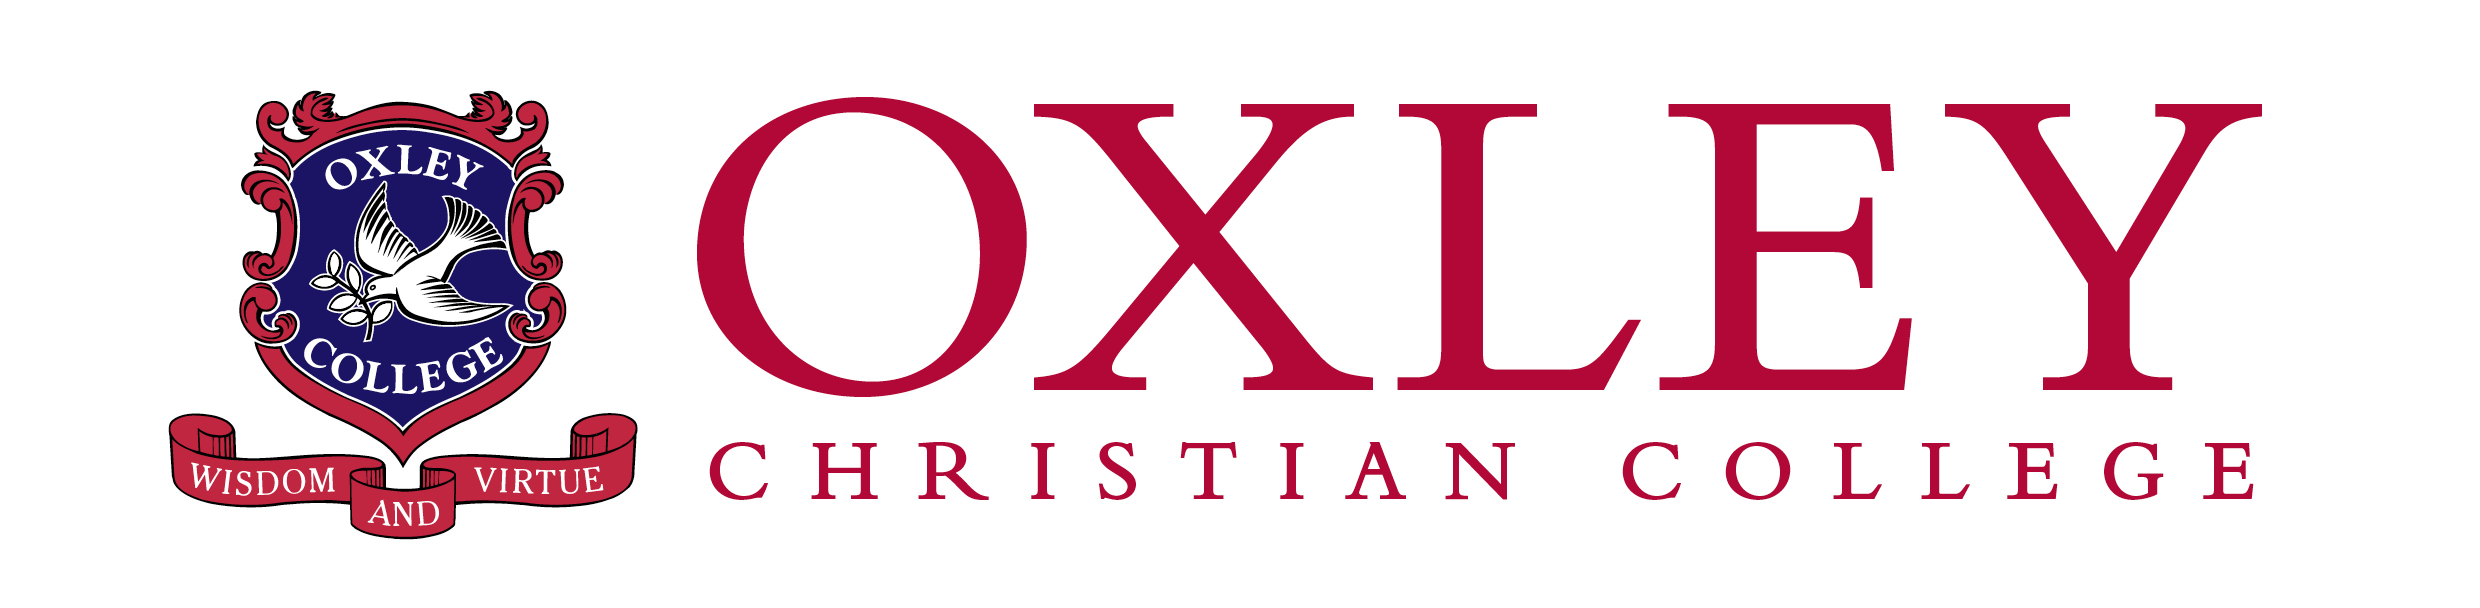 OXLEY
COLLEGE
WISDOM AND VIRTUE
OXLEY
CHRISTIAN COLLEGE